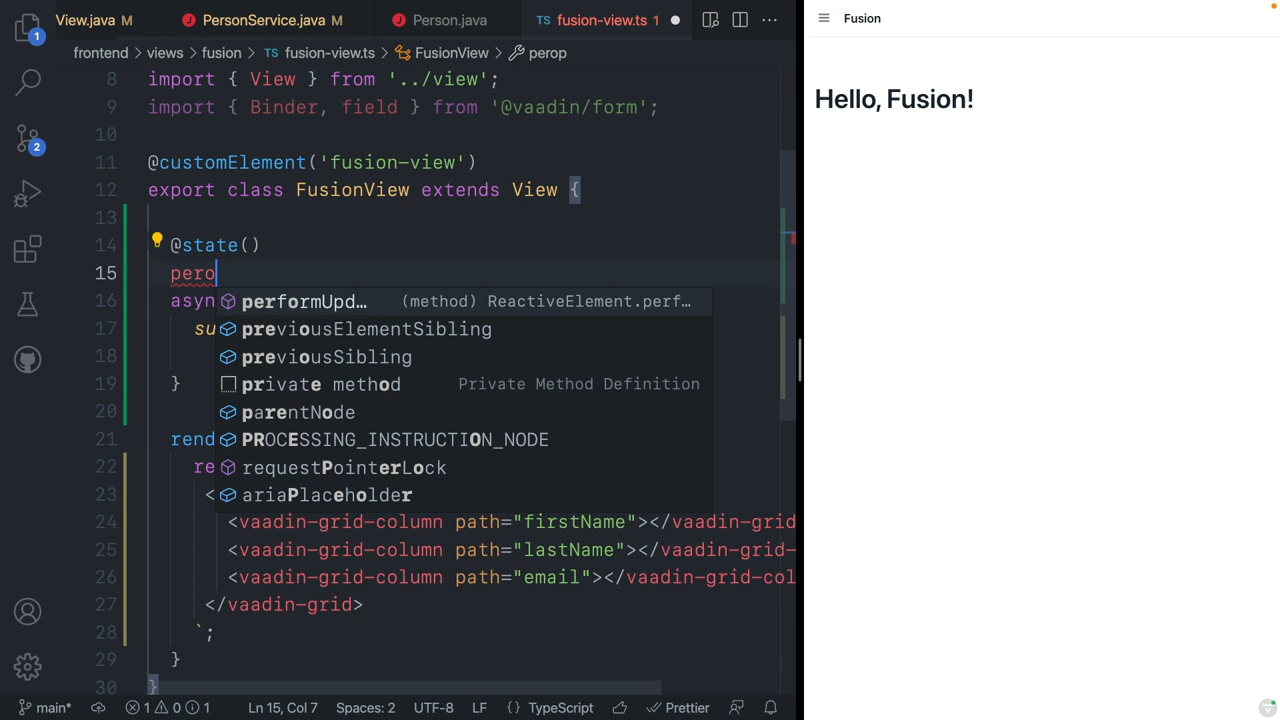 View.java M
PersonService.java M
Person.java
TS fusion-view.ts 1
frontend > views > fusion > TS fusion-view.ts > FusionView > perop
8 import { View } from '../view';
9 import { Binder, field } from '@vaadin/form';
10
11 @customElement('fusion-view')
12 export class FusionView extends View {
13
14 @state()
15 pero
16 asyn
17 su
18
19 }
20
21 rend
22 re
23 <
24 <vaadin-grid-column path="firstName"></vaadin-grid
25 <vaadin-grid-column path="lastName"></vaadin-grid-
26 <vaadin-grid-column path="email"></vaadin-grid-col
27 </vaadin-grid>
28 `;
29 }
30 }
performUpd… (method) ReactiveElement.perf…
previousElementSibling
previousSibling
private method Private Method Definition
parentNode
PROCESSING_INSTRUCTION_NODE
requestPointerLock
ariaPlaceholder
1
2
main* 1 0 1 Ln 15, Col 7 Spaces: 2 UTF-8 LF {} TypeScript Prettier
Fusion
Hello, Fusion!